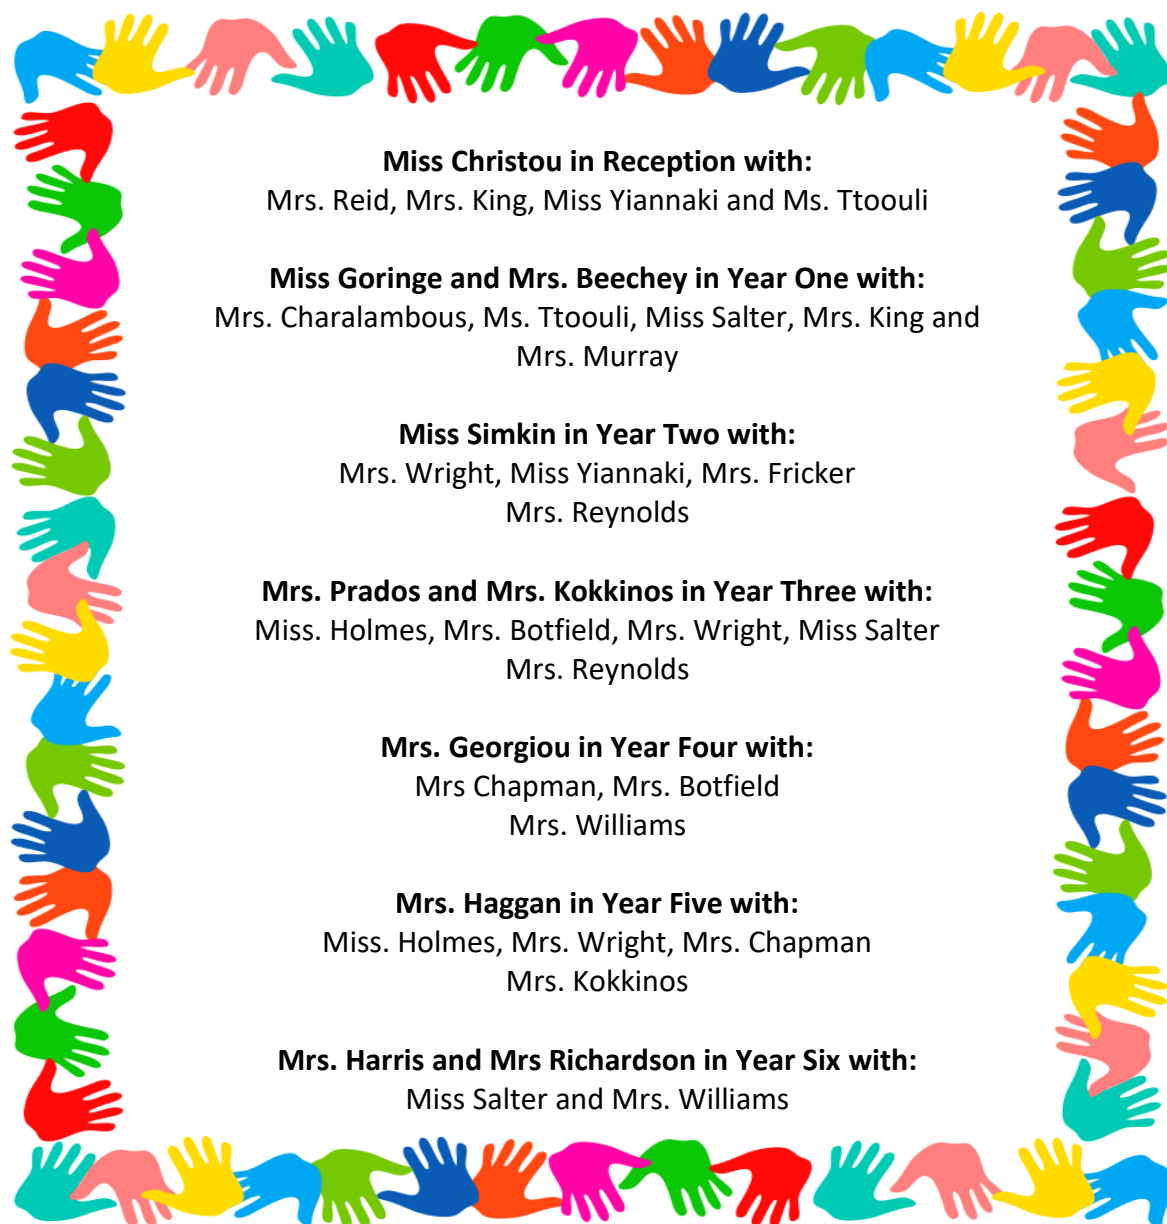 Miss Christou in Reception with:
Mrs. Reid, Mrs. King, Miss Yiannaki and Ms. Ttoouli
Miss Goringe and Mrs. Beechey in Year One with:
Mrs. Charalambous, Ms. Ttoouli, Miss Salter, Mrs. King and
Mrs. Murray
Miss Simkin in Year Two with:
Mrs. Wright, Miss Yiannaki, Mrs. Fricker
Mrs. Reynolds
Mrs. Prados and Mrs. Kokkinos in Year Three with:
Miss. Holmes, Mrs. Botfield, Mrs. Wright, Miss Salter
Mrs. Reynolds
Mrs. Georgiou in Year Four with:
Mrs Chapman, Mrs. Botfield
Mrs. Williams
Mrs. Haggan in Year Five with:
Miss. Holmes, Mrs. Wright, Mrs. Chapman
Mrs. Kokkinos
Mrs. Harris and Mrs Richardson in Year Six with:
Miss Salter and Mrs. Williams